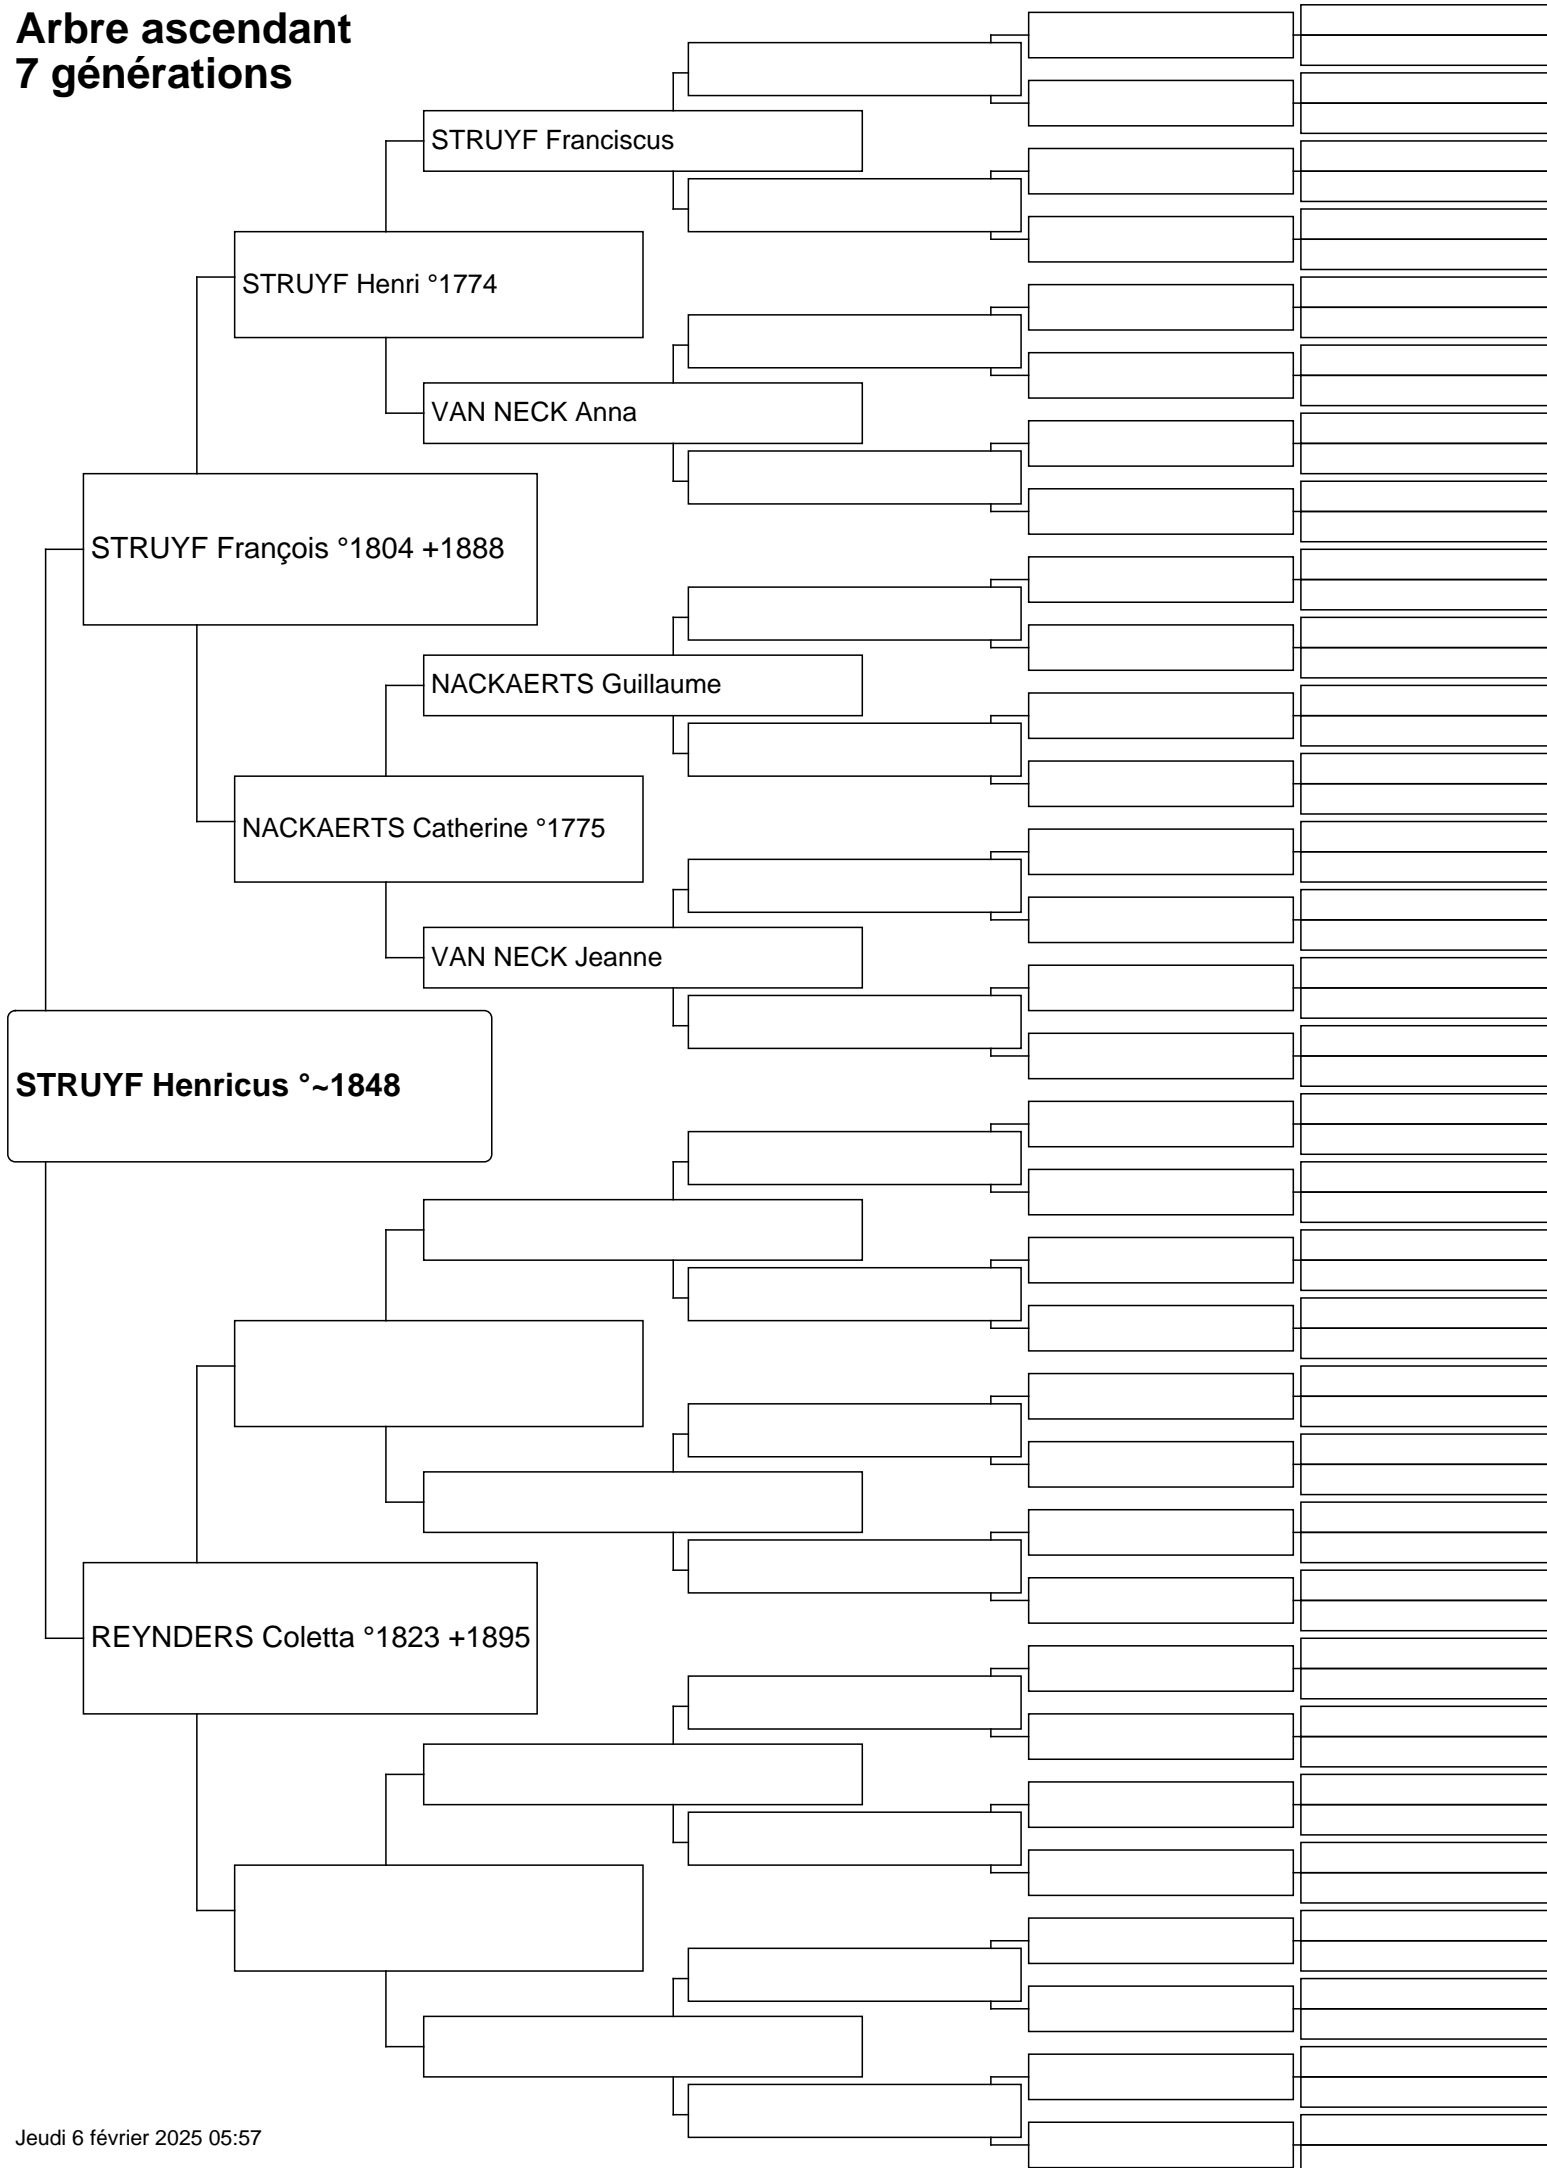 Arbre ascendant
7 générations
STRUYF Franciscus
STRUYF Henri °1774
VAN NECK Anna
STRUYF François °1804 +1888
NACKAERTS Guillaume
NACKAERTS Catherine °1775
VAN NECK Jeanne
STRUYF Henricus °~1848
REYNDERS Coletta °1823 +1895
Jeudi 6 février 2025 05:57